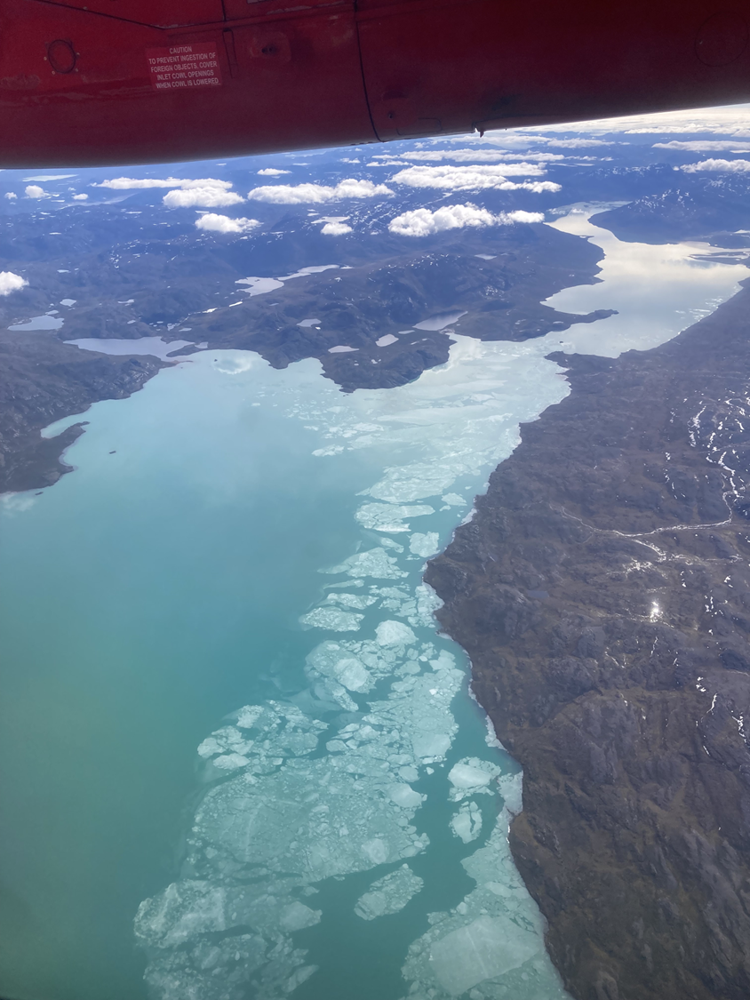 CAUTION
TO PREVENT INGESTION OF
FOREIGN OBJECTS, COVER
INLET COWL OPENINGS
WHEN COWL IS LOWERED